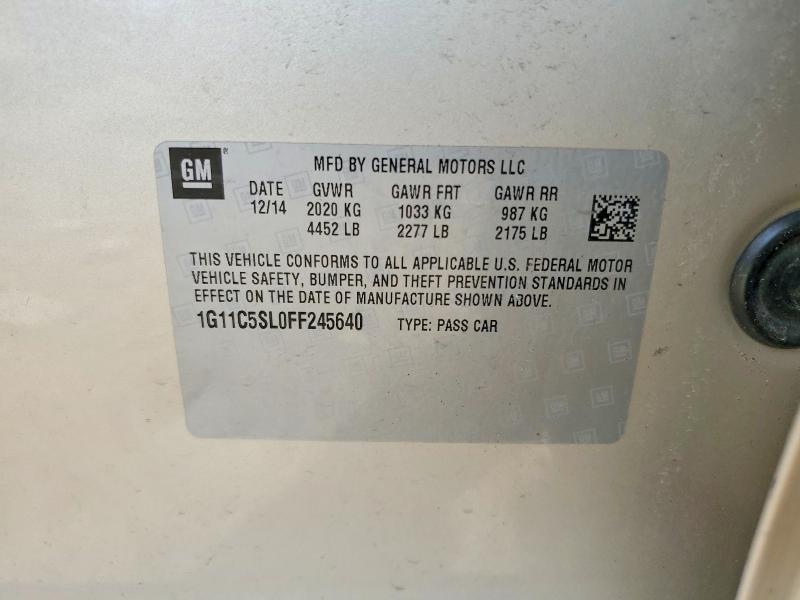 GM
MFD BY GENERAL MOTORS LLC
DATE GVWR GAWR FRT GAWR RR
12/14 2020 KG 1033 KG 987 KG
4452 LB 2277 LB 2175 LB
THIS VEHICLE CONFORMS TO ALL APPLICABLE U.S. FEDERAL MOTOR
VEHICLE SAFETY, BUMPER, AND THEFT PREVENTION STANDARDS IN
EFFECT ON THE DATE OF MANUFACTURE SHOWN ABOVE.
1G11C5SL0FF245640 TYPE: PASS CAR